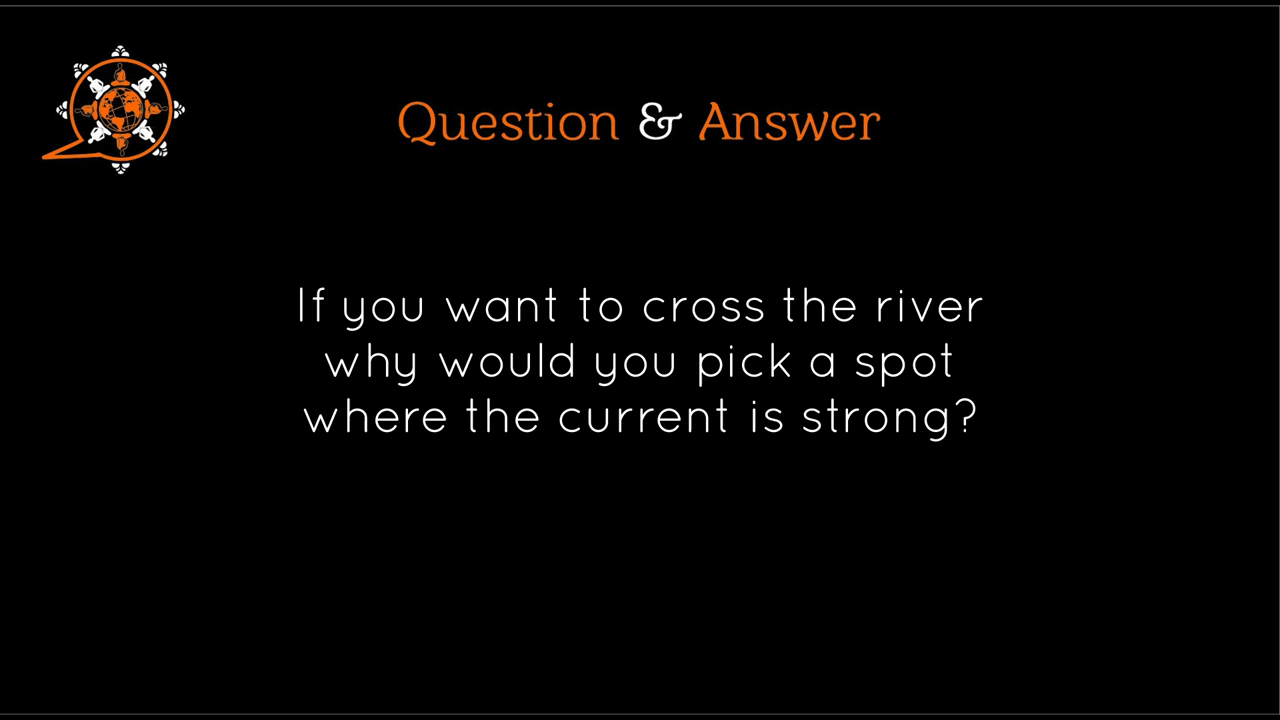 Question & Answer
If you want to cross the river
why would you pick a spot
where the current is strong?